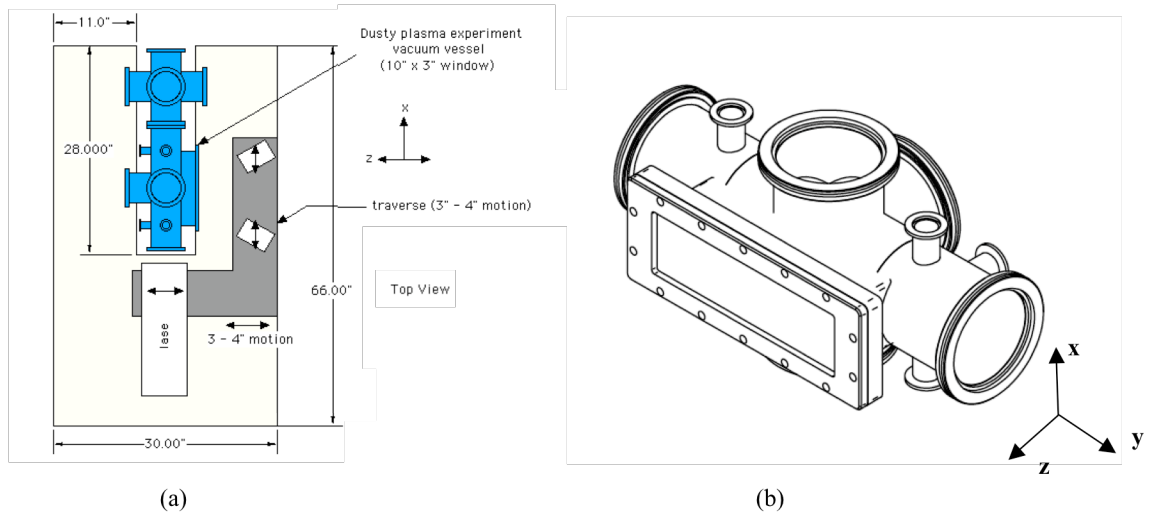 11.0"
Dusty plasma experiment
vacuum vessel
(10" x 3" window)
x
z
28.000"
traverse (3" - 4" motion)
66.00"
Top View
lase
3 - 4" motion
30.00"
x
y
z
(a)
(b)